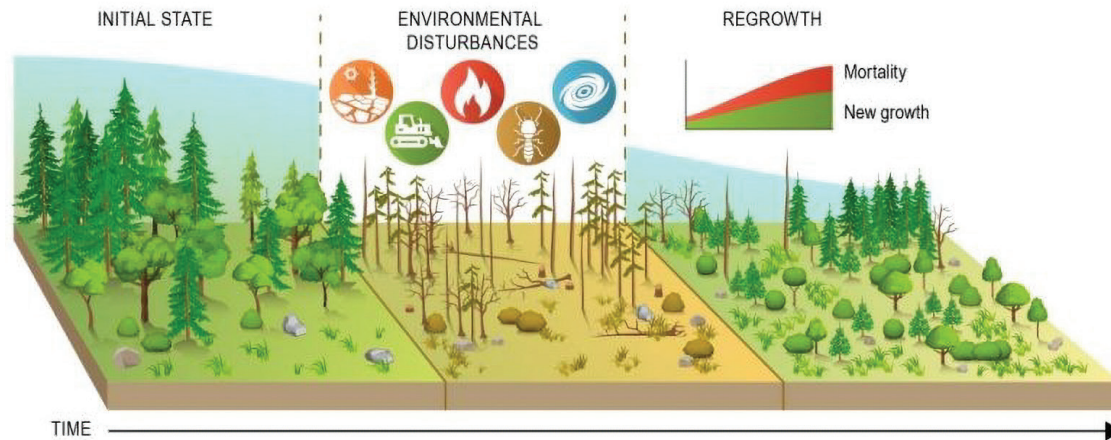 INITIAL STATE
ENVIRONMENTAL
DISTURBANCES
REGROWTH
Mortality
New growth
TIME